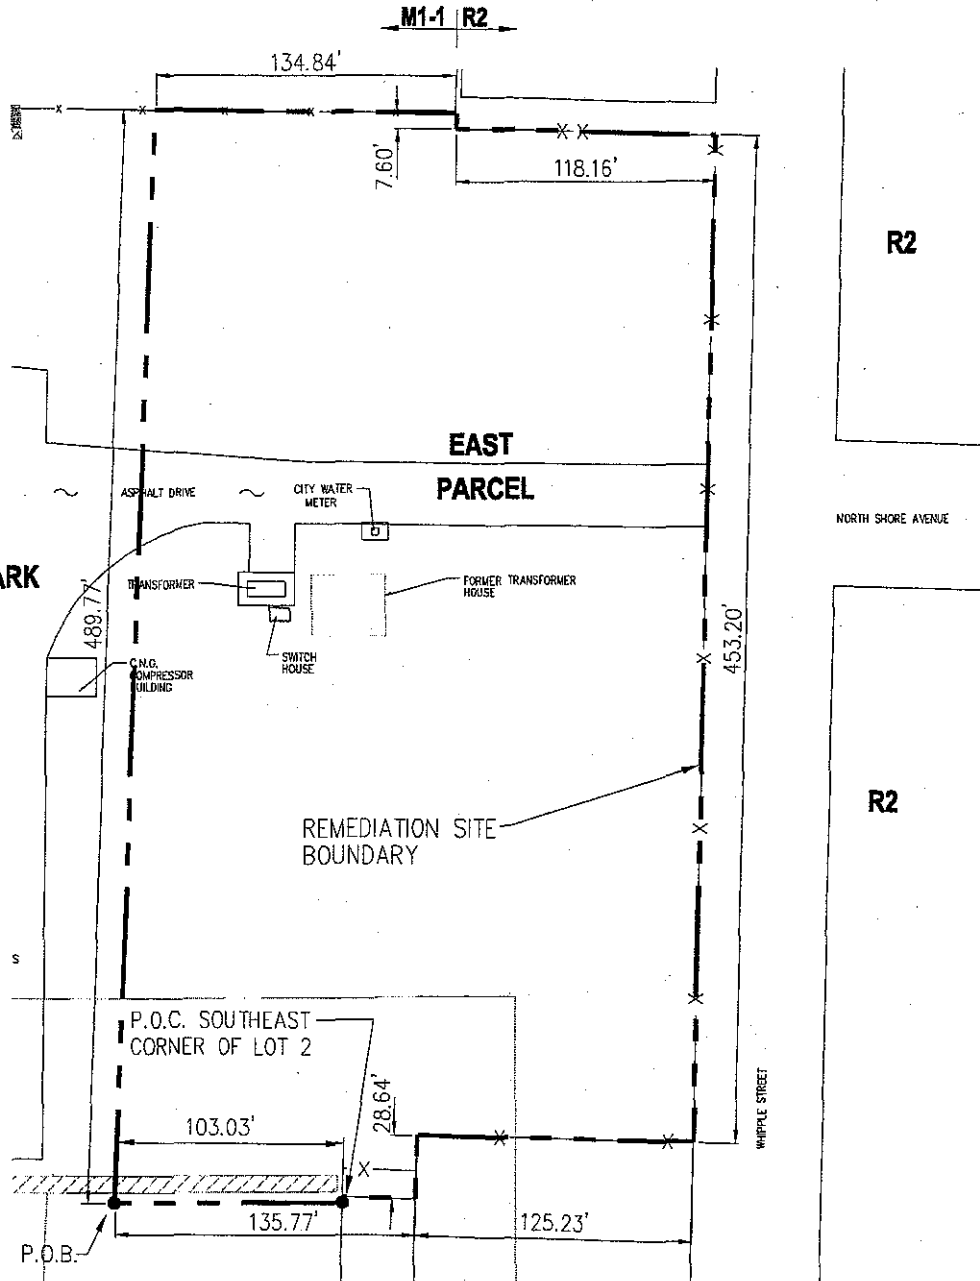 M1-1 R2
134.84'
7.60'
118.16'
R2
EAST
PARCEL
ASPHALT DRIVE
CITY WATER
METER
NORTH SHORE AVENUE
ARK
TRANSFORMER
FORMER TRANSFORMER
HOUSE
489.77'
453.20'
SWITCH
HOUSE
C.N.G.
COMPRESSOR
BUILDING
REMEDIATION SITE
BOUNDARY
R2
S
P.O.C. SOUTHEAST
CORNER OF LOT 2
28.64'
WHIPPLE STREET
103.03'
135.77'
125.23'
P.O.B.